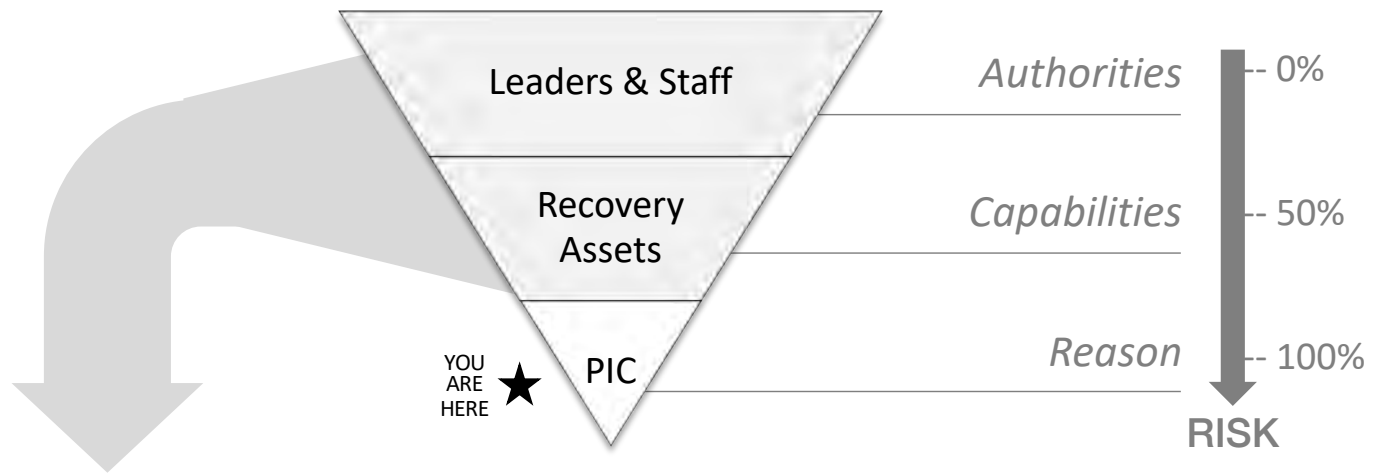 Leaders & Staff
Authorities
-- 0%
Recovery
Assets
Capabilities
-- 50%
YOU
ARE
HERE
PIC
Reason
-- 100%
RISK